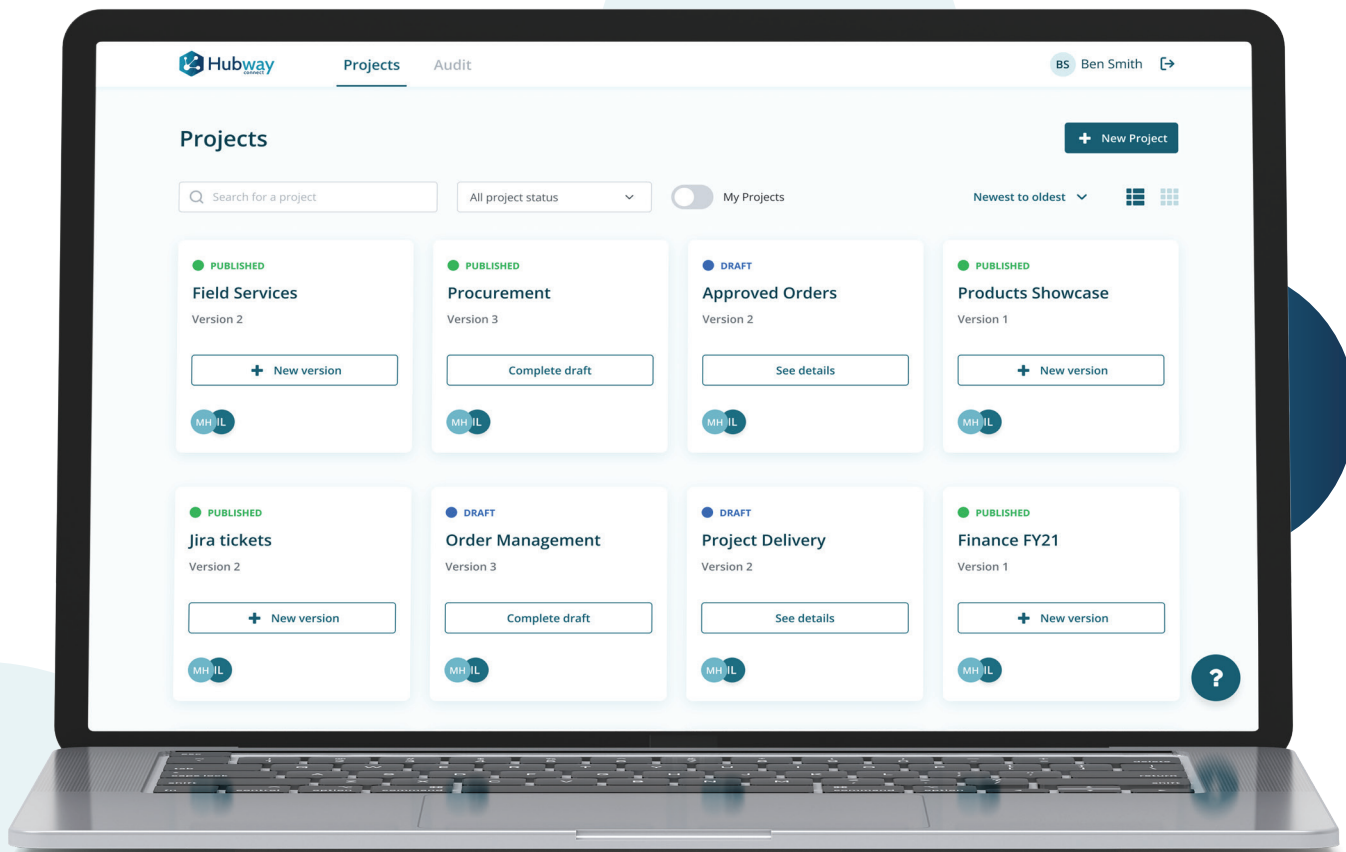 Hubway
connect
Projects
Audit
BS Ben Smith
Projects
+ New Project
Search for a project
All project status
My Projects
Newest to oldest
PUBLISHED
Field Services
Version 2
+ New version
MH IL
PUBLISHED
Procurement
Version 3
Complete draft
MH IL
DRAFT
Approved Orders
Version 2
See details
MH IL
PUBLISHED
Products Showcase
Version 1
+ New version
MH IL
PUBLISHED
Jira tickets
Version 2
+ New version
MH IL
DRAFT
Order Management
Version 3
Complete draft
MH IL
DRAFT
Project Delivery
Version 2
See details
MH IL
PUBLISHED
Finance FY21
Version 1
+ New version
MH IL
?